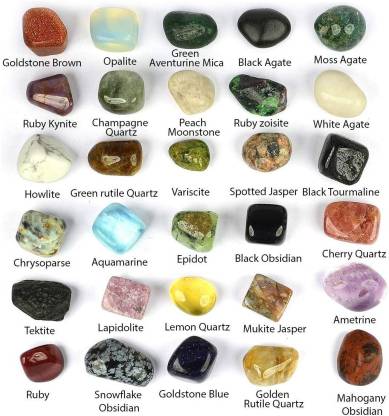 Goldstone Brown
Opalite
Green
Aventurine Mica
Black Agate
Moss Agate
Ruby Kynite
Champagne
Quartz
Peach
Moonstone
Ruby zoisite
White Agate
Howlite
Green rutile Quartz
Variscite
Spotted Jasper
Black Tourmaline
Chrysoparse
Aquamarine
Epidot
Black Obsidian
Cherry Quartz
Tektite
Lapidolite
Lemon Quartz
Mukite Jasper
Ametrine
Ruby
Snowflake
Obsidian
Goldstone Blue
Golden
Rutile Quartz
Mahogany
Obsidian